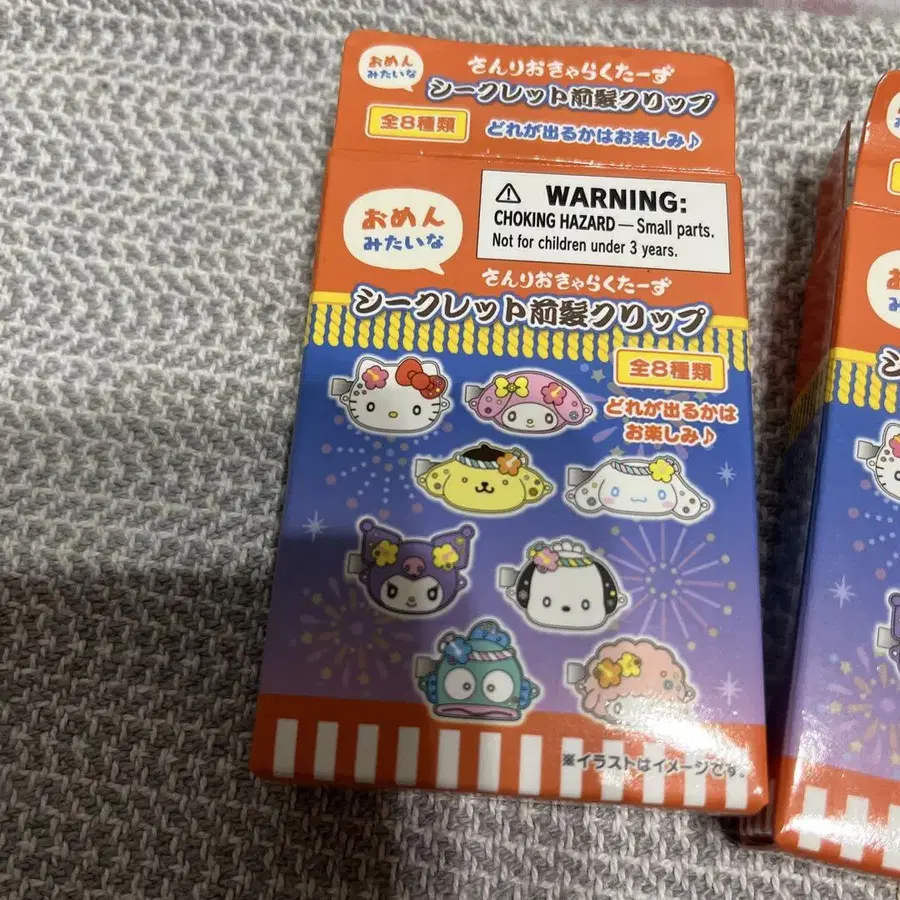 おめん
みたいな
さんりおきゃらくたーず
シークレット前髪クリップ
全8種類
どれが出るかはお楽しみ♪
おめん
みたいな
⚠ WARNING:
CHOKING HAZARD — Small parts.
Not for children under 3 years.
さんりおきゃらくたーず
シークレット前髪クリップ
全8種類
どれが出るかは
お楽しみ♪
※イラストはイメージです。